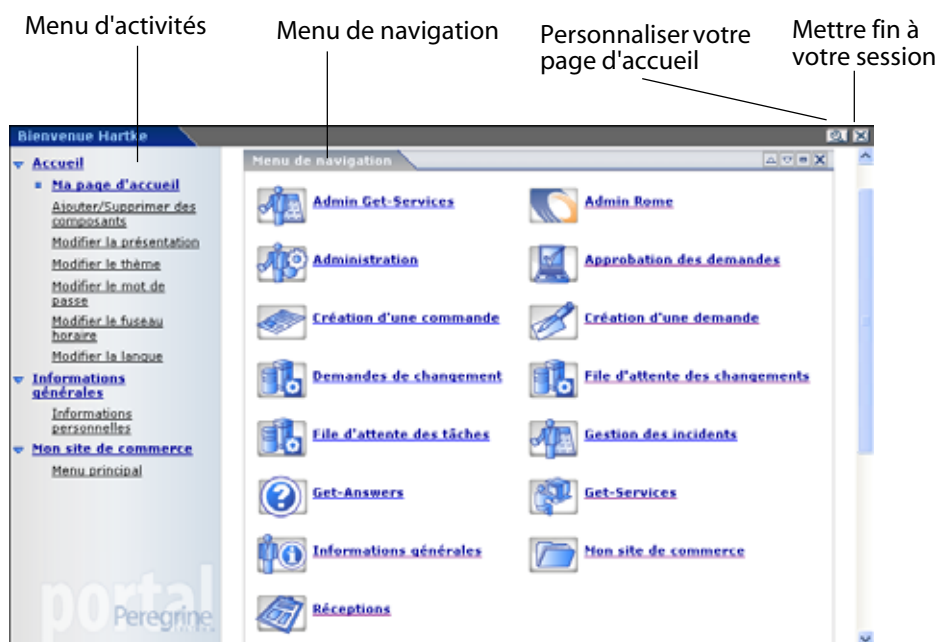 Menu d'activités
Menu de navigation
Personnaliser votre
page d'accueil
Mettre fin à
votre session
Bienvenue Hartke
Accueil
Ma page d'accueil
Ajouter/Supprimer des
composants
Modifier la présentation
Modifier le thème
Modifier le mot de
passe
Modifier le fuseau
horaire
Modifier la langue
Informations
générales
Informations
personnelles
Mon site de commerce
Menu principal
portal
Peregrine
Menu de navigation
Admin Get-Services
Admin Rome
Administration
Approbation des demandes
Création d'une commande
Création d'une demande
Demandes de changement
File d'attente des changements
File d'attente des tâches
Gestion des incidents
Get-Answers
Get-Services
Informations générales
Mon site de commerce
Réceptions